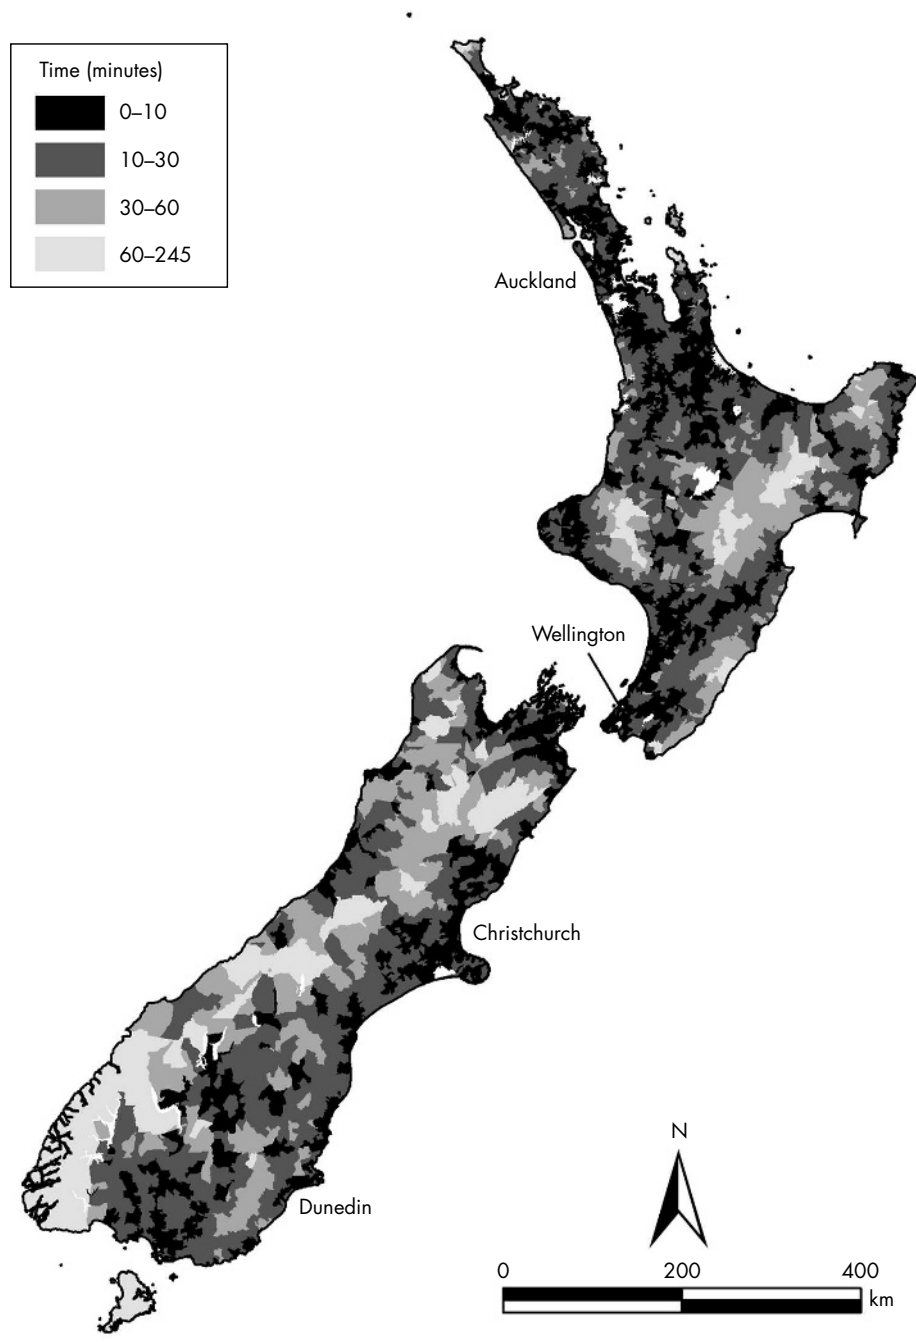 Time (minutes)
0–10
10–30
30–60
60–245
Auckland
Wellington
Christchurch
Dunedin
N
0 200 400
km